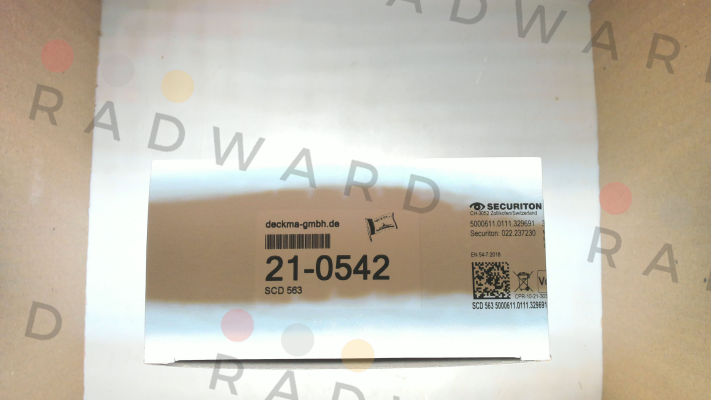 RADWARD
RADWARD
deckma-gmbh.de
21-0542
SCD 563
SECURITON
CH-3052 Zollikofen/Switzerland
5000611.0111.329691
Securiton: 022 237230
EN 54-7:2018
SCD 563 5000611.0111.329691
RADWARD